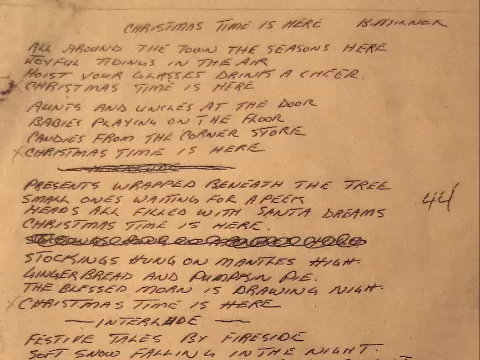 CHRISTMAS TIME IS HERE B. MILNOR
ALL AROUND THE TOWN THE SEASONS HERE
JOYFUL TIDINGS IN THE AIR
HOIST YOUR GLASSES DRINK A CHEER.
X CHRISTMAS TIME IS HERE
AUNTS AND UNCLES AT THE DOOR
BABIES PLAYING ON THE FLOOR
CANDIES FROM THE CORNER STORE
X CHRISTMAS TIME IS HERE
PRESENTS WRAPPED BENEATH THE TREE
SMALL ONES WAITING FOR A PEEK
HEADS ALL FILLED WITH SANTA DREAMS
44
CHRISTMAS TIME IS HERE.
STOCKINGS HUNG ON MANTLES HIGH.
GINGERBREAD AND PUMPKIN PIE.
THE BLESSED MORN IS DRAWING NIGH.
X CHRISTMAS TIME IS HERE
— INTERLUDE —
FESTIVE TALES BY FIRESIDE
SOFT SNOW FALLING IN THE NIGHT.